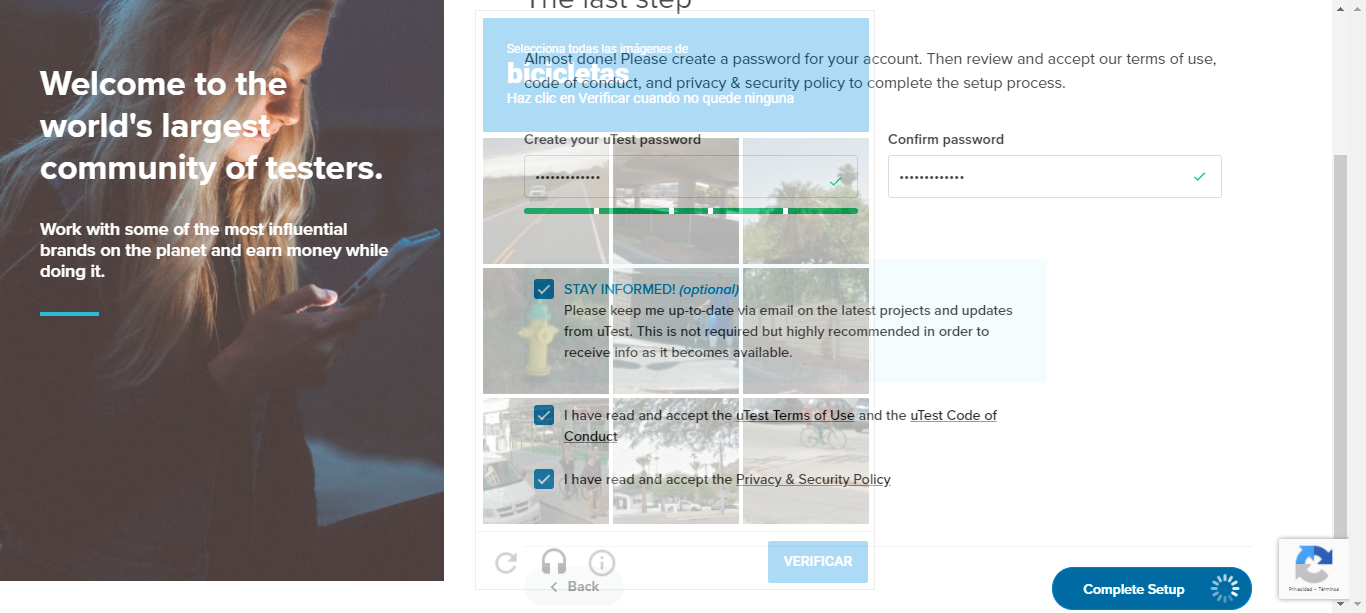 Welcome to the
world's largest
community of testers.
Work with some of the most influential
brands on the planet and earn money while
doing it.
The last step
Almost done! Please create a password for your account. Then review and accept our terms of use,
code of conduct, and privacy & security policy to complete the setup process.
Selecciona todas las imágenes de
bicicletas
Haz clic en Verificar cuando no quede ninguna
Create your uTest password
Confirm password
STAY INFORMED! (optional)
Please keep me up-to-date via email on the latest projects and updates
from uTest. This is not required but highly recommended in order to
receive info as it becomes available.
I have read and accept the uTest Terms of Use and the uTest Code of
Conduct
I have read and accept the Privacy & Security Policy
VERIFICAR
Back
Complete Setup
Privacidad - Términos